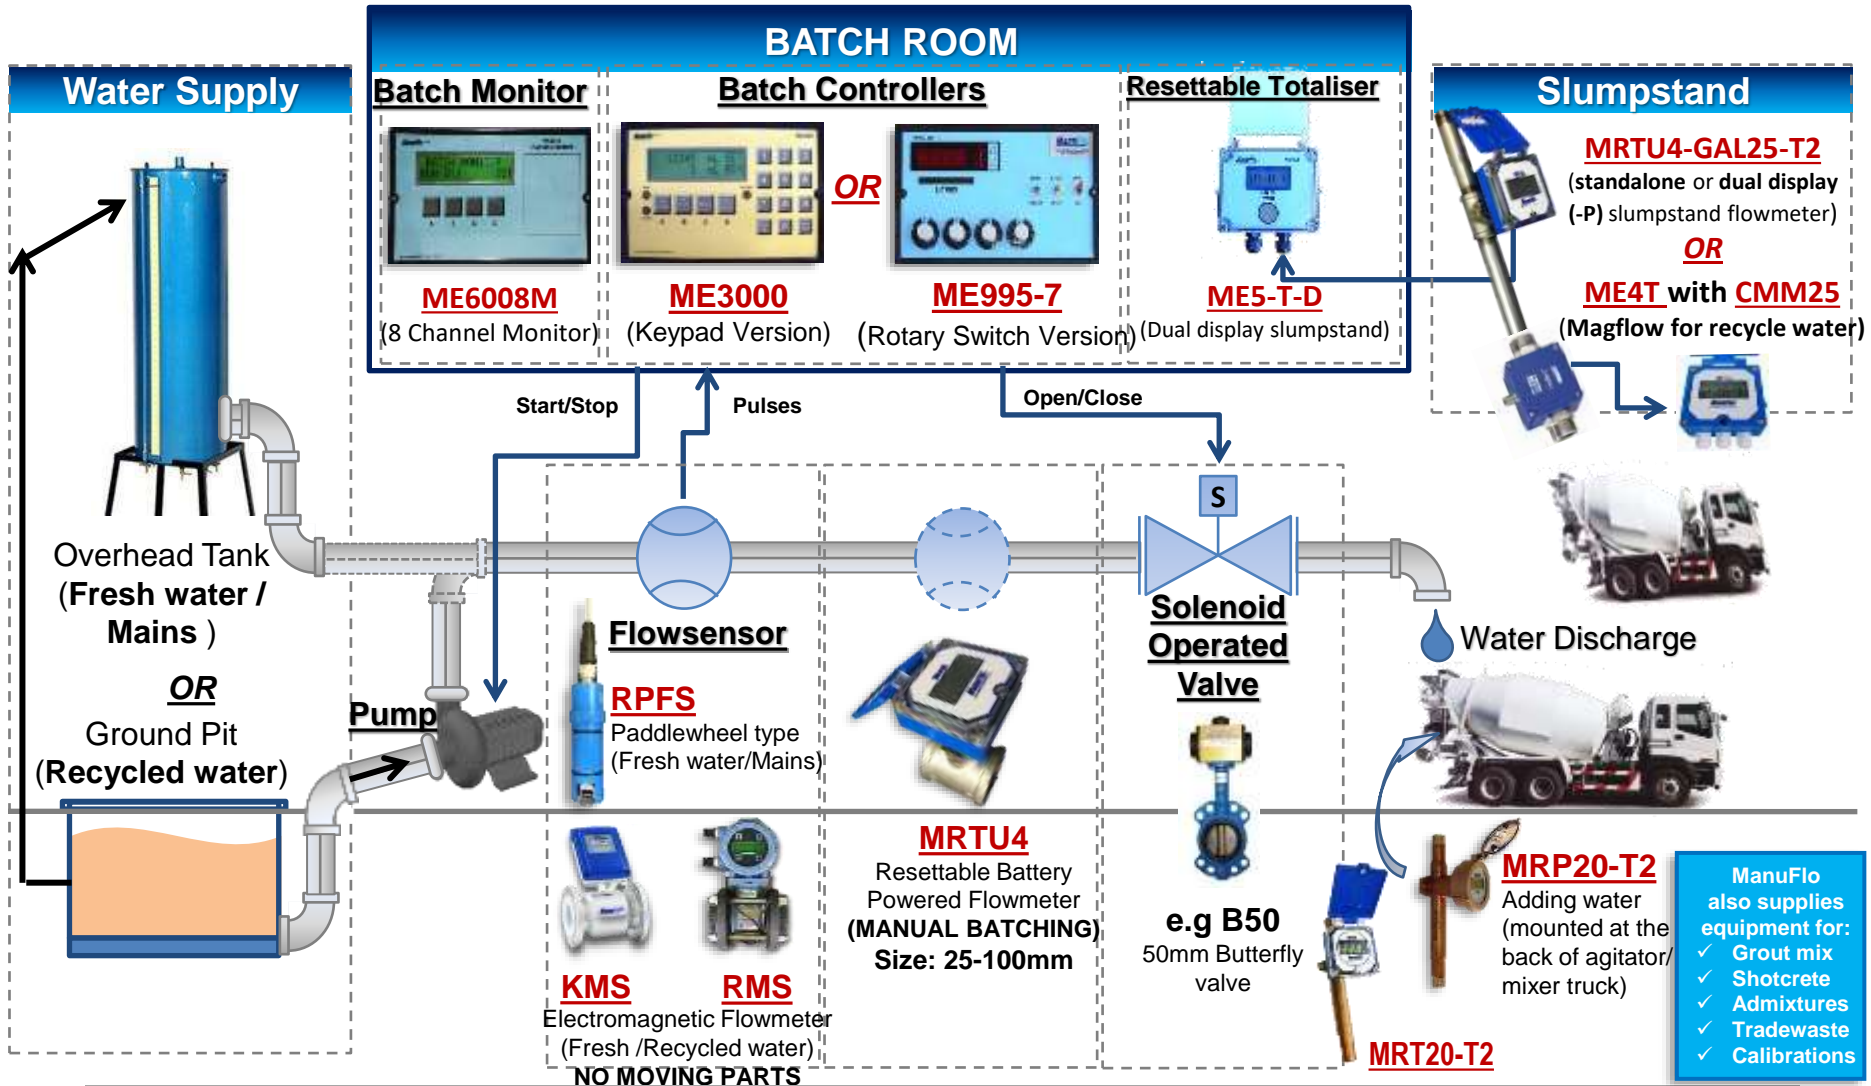 BATCH ROOM
Water Supply
Batch Monitor
Batch Controllers
Resettable Totaliser
Slumpstand
OR
ME6008M
(8 Channel Monitor)
ME3000
(Keypad Version)
ME995-7
(Rotary Switch Version)
ME5-T-D
(Dual display slumpstand)
MRTU4-GAL25-T2
(standalone or dual display
(-P) slumpstand flowmeter)
OR
ME4T with CMM25
(Magflow for recycle water)
Start/Stop
Pulses
Open/Close
S
Overhead Tank
(Fresh water /
Mains )
OR
Ground Pit
(Recycled water)
Pump
Flowsensor
RPFS
Paddlewheel type
(Fresh water/Mains)
KMS
RMS
Electromagnetic Flowmeter
(Fresh /Recycled water)
NO MOVING PARTS
MRTU4
Resettable Battery
Powered Flowmeter
(MANUAL BATCHING)
Size: 25-100mm
Solenoid
Operated
Valve
e.g B50
50mm Butterfly
valve
Water Discharge
MRT20-T2
MRP20-T2
Adding water
(mounted at the
back of agitator/
mixer truck)
ManuFlo
also supplies
equipment for:
✓ Grout mix
✓ Shotcrete
✓ Admixtures
✓ Tradewaste
✓ Calibrations